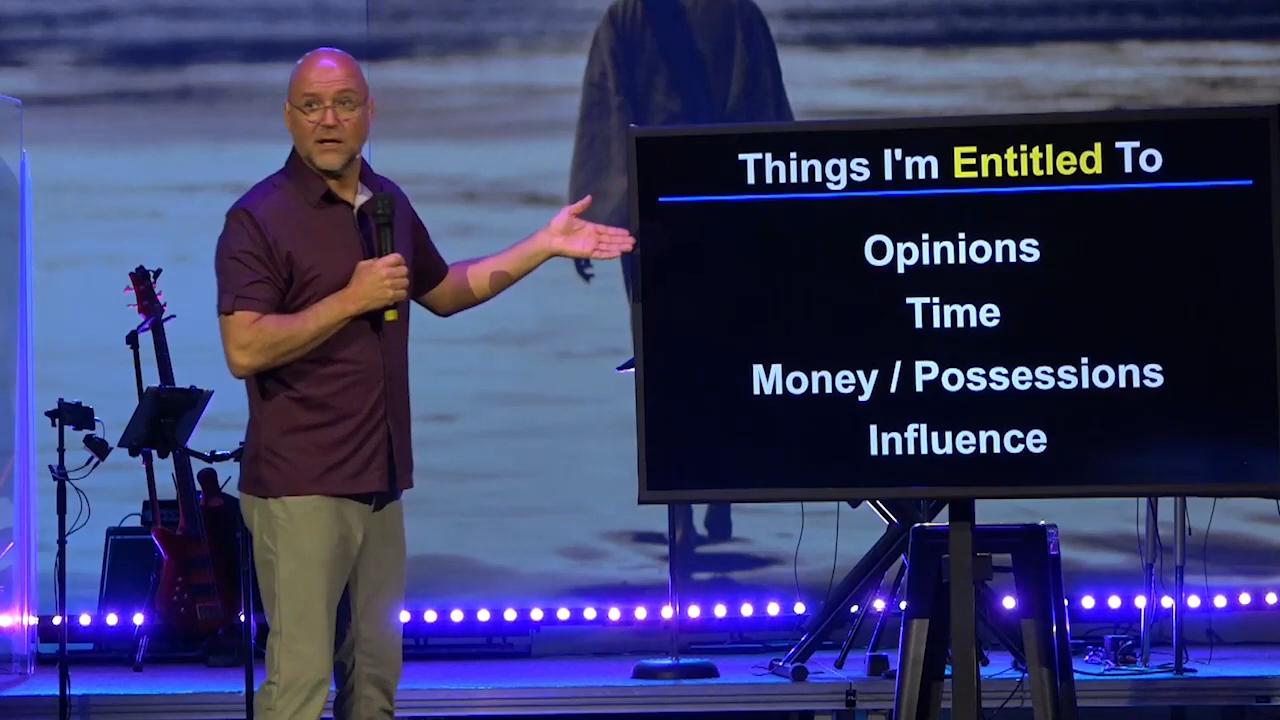 Things I'm Entitled To
Opinions
Time
Money / Possessions
Influence